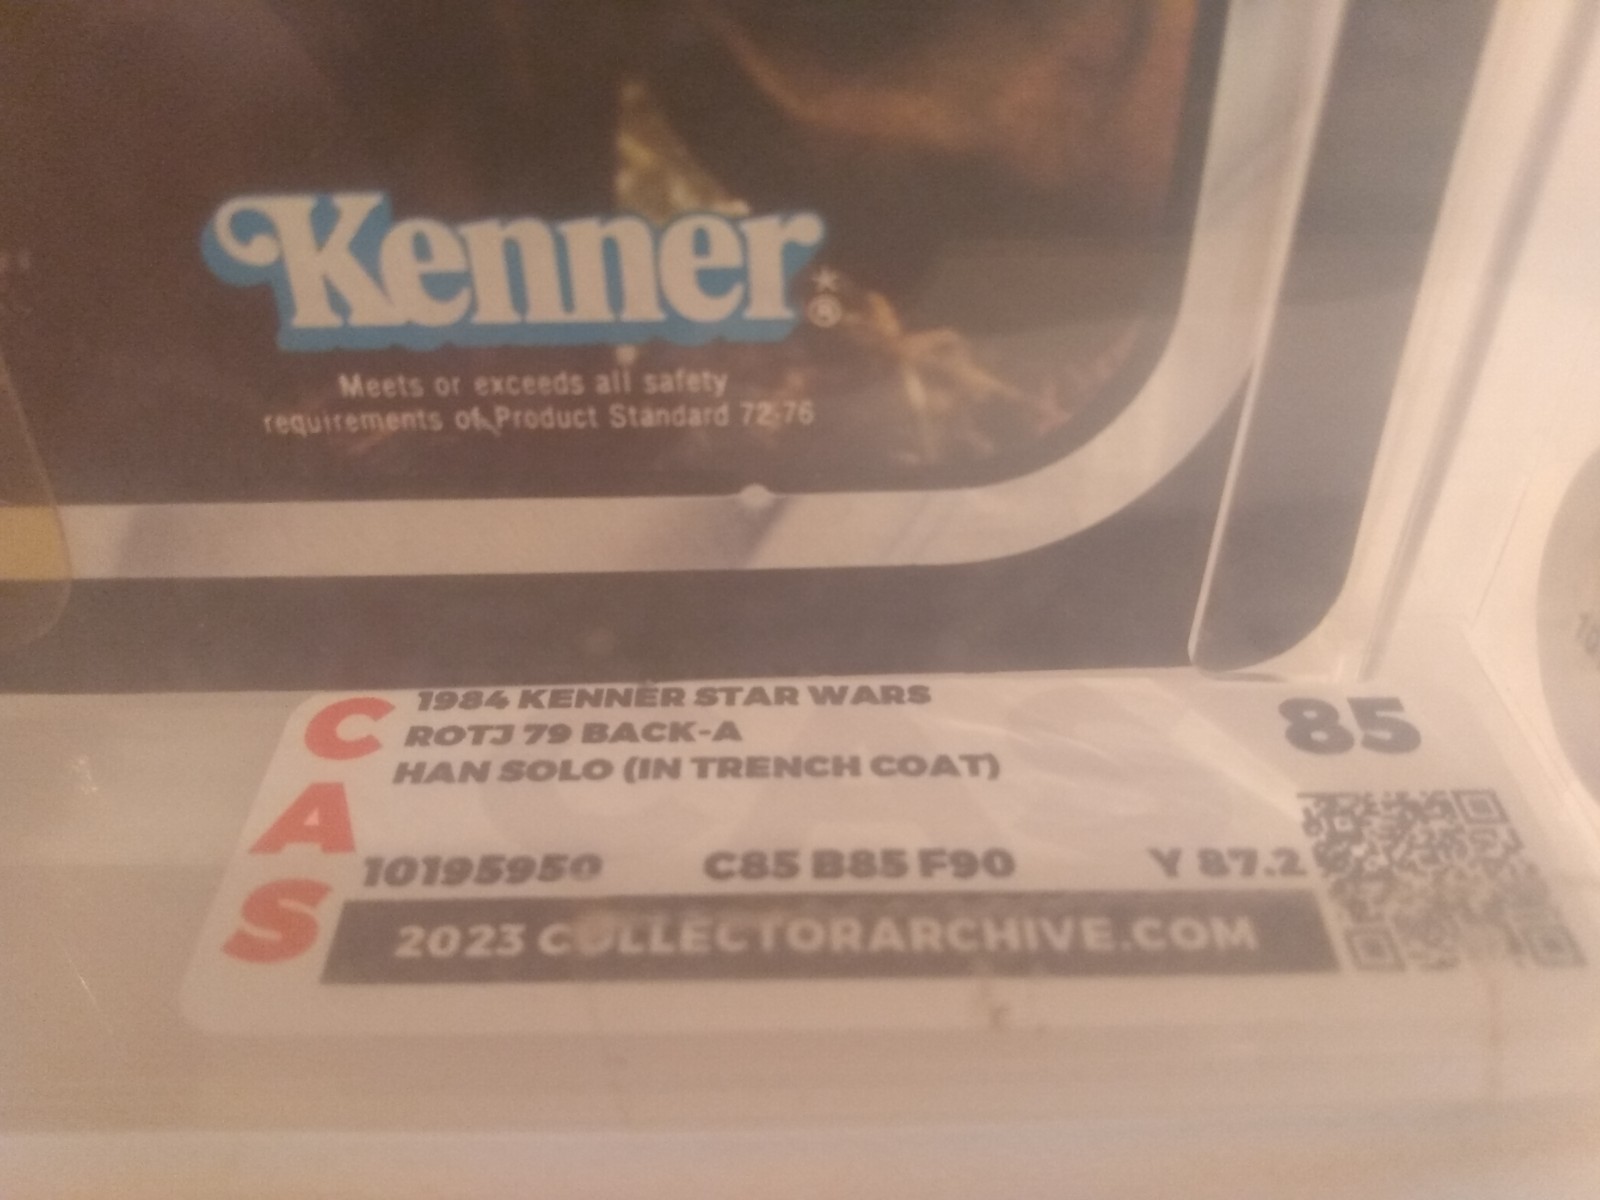 Kenner
*
®
Meets or exceeds all safety
requirements of Product Standard 72-76
C
A
S
1984 KENNER STAR WARS
ROTJ 79 BACK-A
HAN SOLO (IN TRENCH COAT)
85
10195950 C85 B85 F90 Y 87.2
2023 COLLECTORARCHIVE.COM